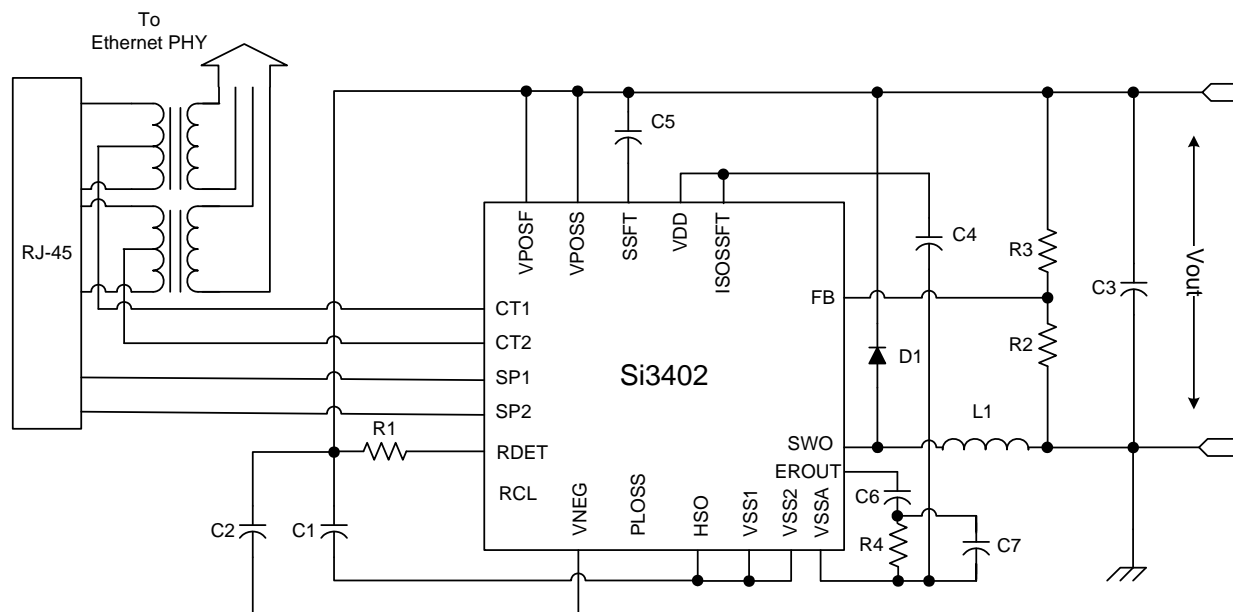 To
Ethernet PHY
RJ-45
C5
VPOSF
VPOSS
SSFT
VDD
ISOSSFT
C4
R3
C3
Vout
CT1
FB
CT2
R2
D1
Si3402
SP1
SP2
L1
R1
SWO
RDET
EROUT
RCL
VNEG
PLOSS
HSO
VSS1
VSS2
VSSA
C6
C2
C1
R4
C7